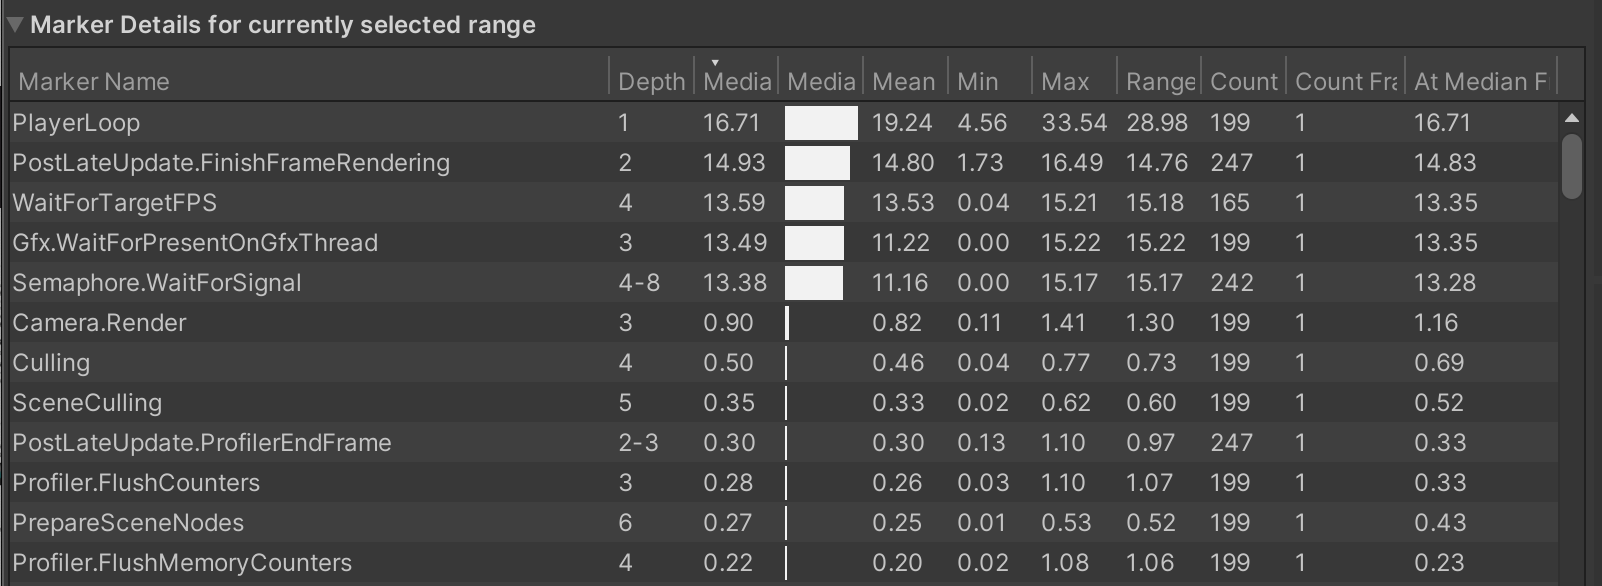 Marker Details for currently selected range
Marker Name Depth Media Media Mean Min Max Range Count Count Fra At Median F
PlayerLoop 1 16.71 19.24 4.56 33.54 28.98 199 1 16.71
PostLateUpdate.FinishFrameRendering 2 14.93 14.80 1.73 16.49 14.76 247 1 14.83
WaitForTargetFPS 4 13.59 13.53 0.04 15.21 15.18 165 1 13.35
Gfx.WaitForPresentOnGfxThread 3 13.49 11.22 0.00 15.22 15.22 199 1 13.35
Semaphore.WaitForSignal 4-8 13.38 11.16 0.00 15.17 15.17 242 1 13.28
Camera.Render 3 0.90 0.82 0.11 1.41 1.30 199 1 1.16
Culling 4 0.50 0.46 0.04 0.77 0.73 199 1 0.69
SceneCulling 5 0.35 0.33 0.02 0.62 0.60 199 1 0.52
PostLateUpdate.ProfilerEndFrame 2-3 0.30 0.30 0.13 1.10 0.97 247 1 0.33
Profiler.FlushCounters 3 0.28 0.26 0.03 1.10 1.07 199 1 0.33
PrepareSceneNodes 6 0.27 0.25 0.01 0.53 0.52 199 1 0.43
Profiler.FlushMemoryCounters 4 0.22 0.20 0.02 1.08 1.06 199 1 0.23